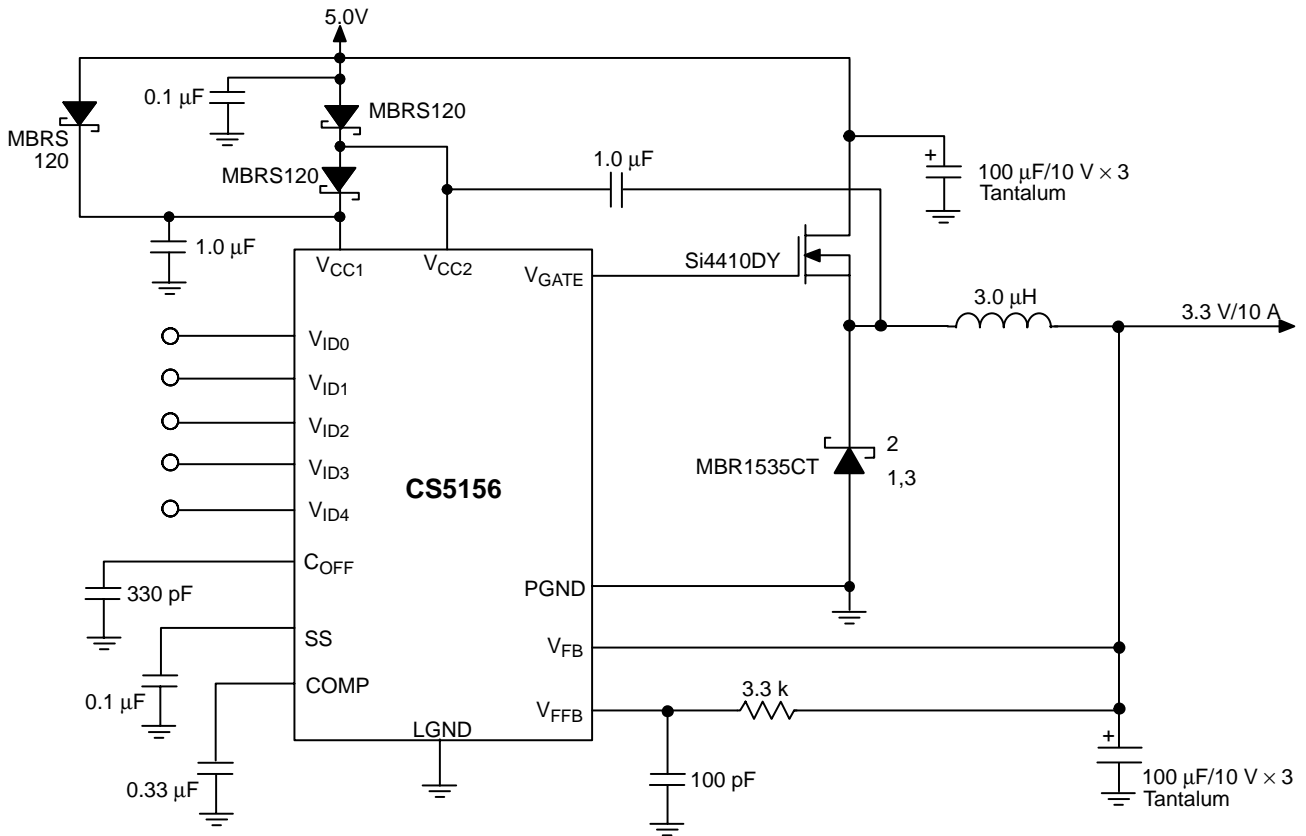 5.0V
0.1 μF
MBRS120
MBRS
120
MBRS120
1.0 μF
100 μF/10 V × 3
Tantalum
+
1.0 μF
VCC1
VCC2
VGATE
Si4410DY
3.0 μH
3.3 V/10 A
VID0
VID1
VID2
VID3
VID4
CS5156
MBR1535CT
2
1,3
COFF
330 pF
PGND
SS
VFB
0.1 μF
COMP
3.3 k
VFFB
LGND
+
0.33 μF
100 pF
100 μF/10 V × 3
Tantalum